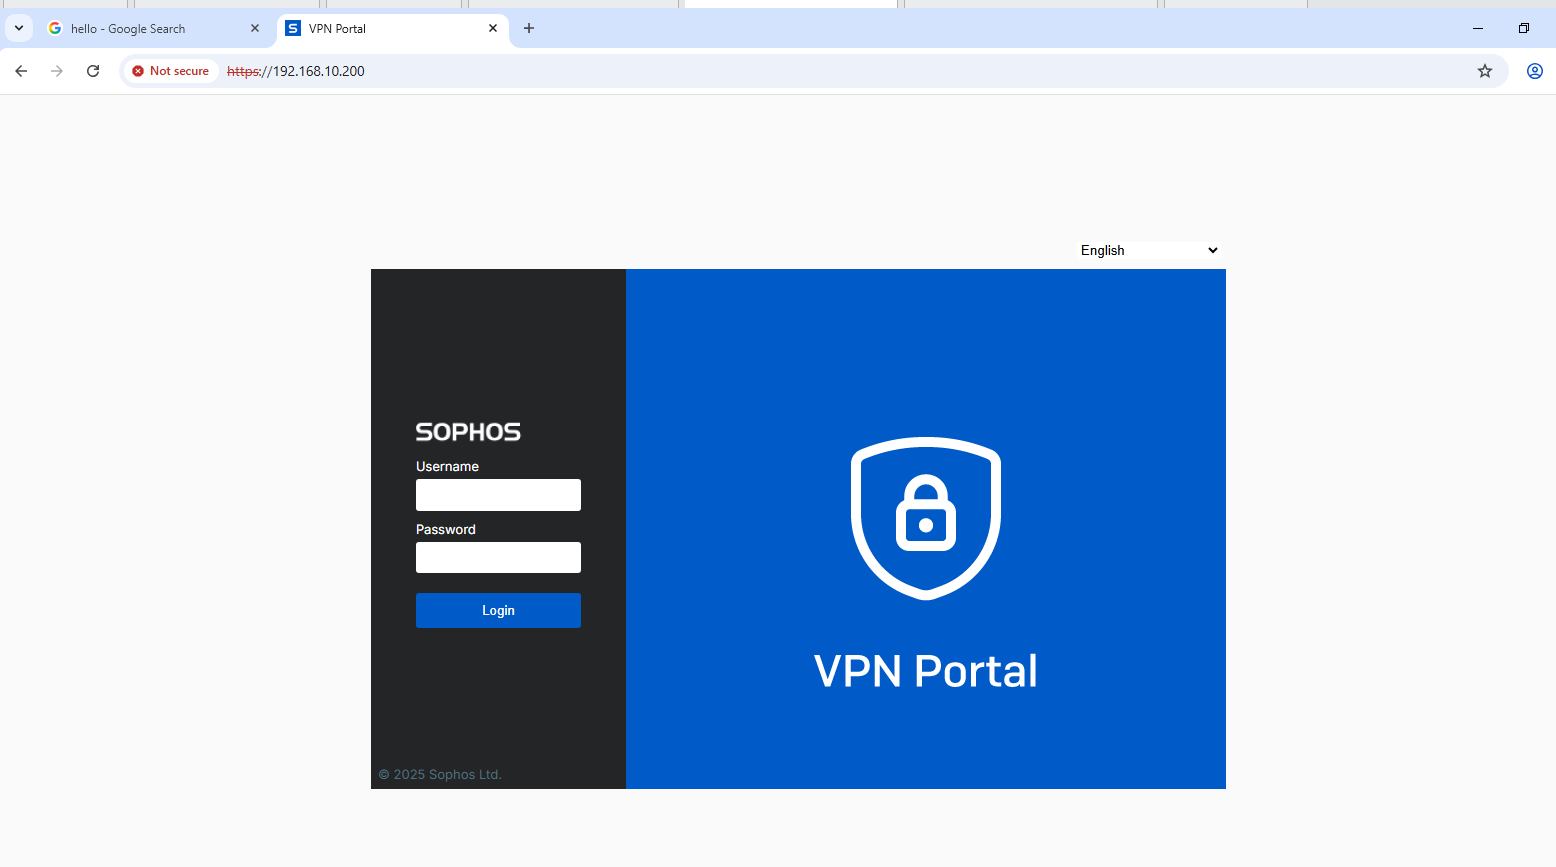 hello - Google Search
VPN Portal
Not secure
https://192.168.10.200
English
SOPHOS
Username
Password
Login
VPN Portal
© 2025 Sophos Ltd.